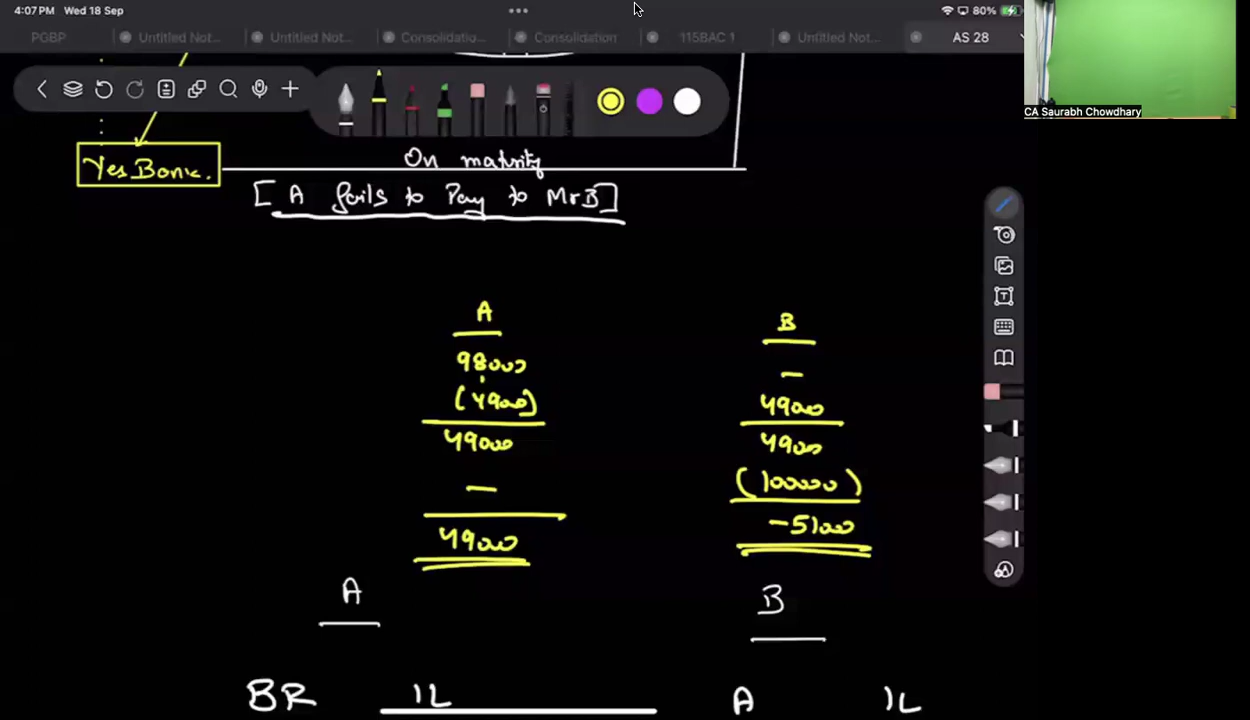 4:07 PM Wed 18 Sep 80%
PGBP Untitled Not... Untitled Not... Consolidatio... Consolidation 115BAC 1 Untitled Not... AS 28
CA Saurabh Chowdhary
On maturity
Yes Bank.
[A fails to Pay to Mr B]
A B
98000 —
(49000) 49000
49000 49000
— (100000)
49000 -51000
A B
BR 1L A 1L